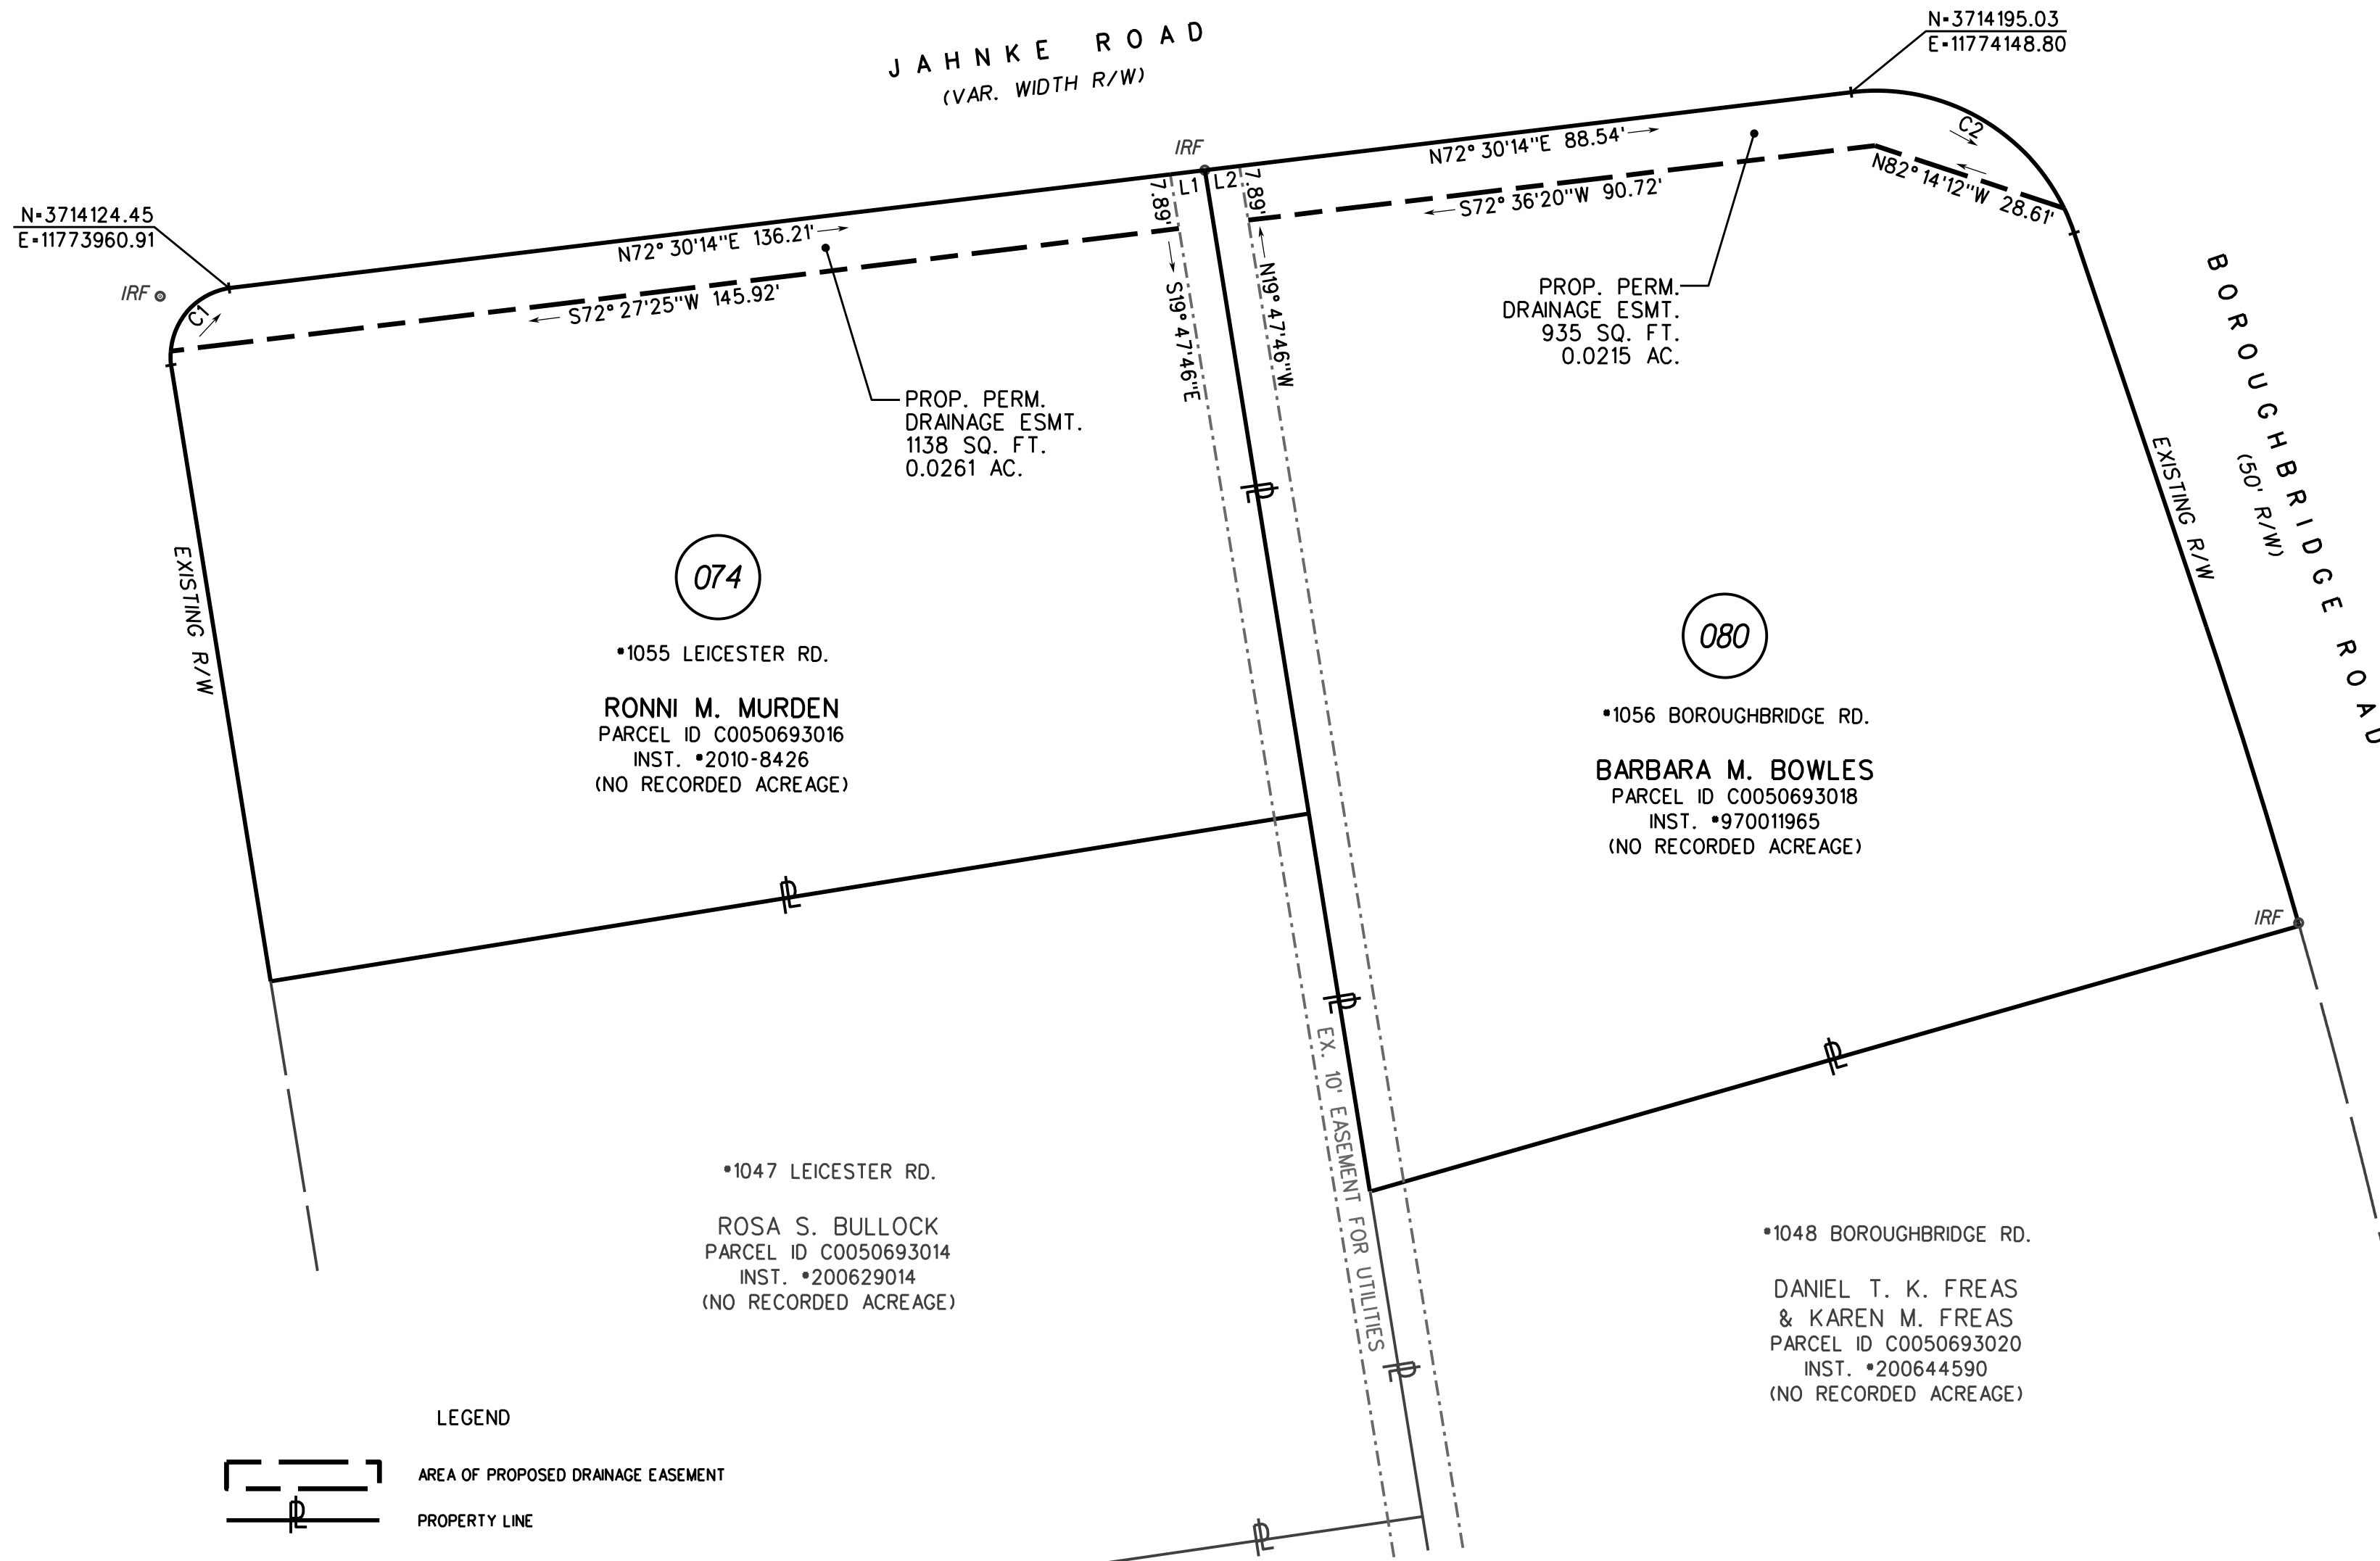 JAHNKE ROAD
(VAR. WIDTH R/W)
N=3714195.03
E=11774148.80
N=3714124.45
E=11773960.91
IRF
IRF
C1
N72°30'14"E 136.21'
S72°27'25"W 145.92'
7.89'
L1
L2
7.89'
S19°47'46"E
N19°47'46"W
N72°30'14"E 88.54'
S72°36'20"W 90.72'
C2
N82°14'12"W 28.61'
PROP. PERM.
DRAINAGE ESMT.
1138 SQ. FT.
0.0261 AC.
PROP. PERM.
DRAINAGE ESMT.
935 SQ. FT.
0.0215 AC.
BOROUGHBRIDGE ROAD
(50' R/W)
EXISTING R/W
EXISTING R/W
PL
074
*1055 LEICESTER RD.
RONNI M. MURDEN
PARCEL ID C0050693016
INST. *2010-8426
(NO RECORDED ACREAGE)
080
*1056 BOROUGHBRIDGE RD.
BARBARA M. BOWLES
PARCEL ID C0050693018
INST. *970011965
(NO RECORDED ACREAGE)
PL
IRF
PL
PL
EX. 10' EASEMENT FOR UTILITIES
*1047 LEICESTER RD.
ROSA S. BULLOCK
PARCEL ID C0050693014
INST. *200629014
(NO RECORDED ACREAGE)
*1048 BOROUGHBRIDGE RD.
DANIEL T. K. FREAS
& KAREN M. FREAS
PARCEL ID C0050693020
INST. *200644590
(NO RECORDED ACREAGE)
PL
LEGEND
AREA OF PROPOSED DRAINAGE EASEMENT
PL
PROPERTY LINE
PL